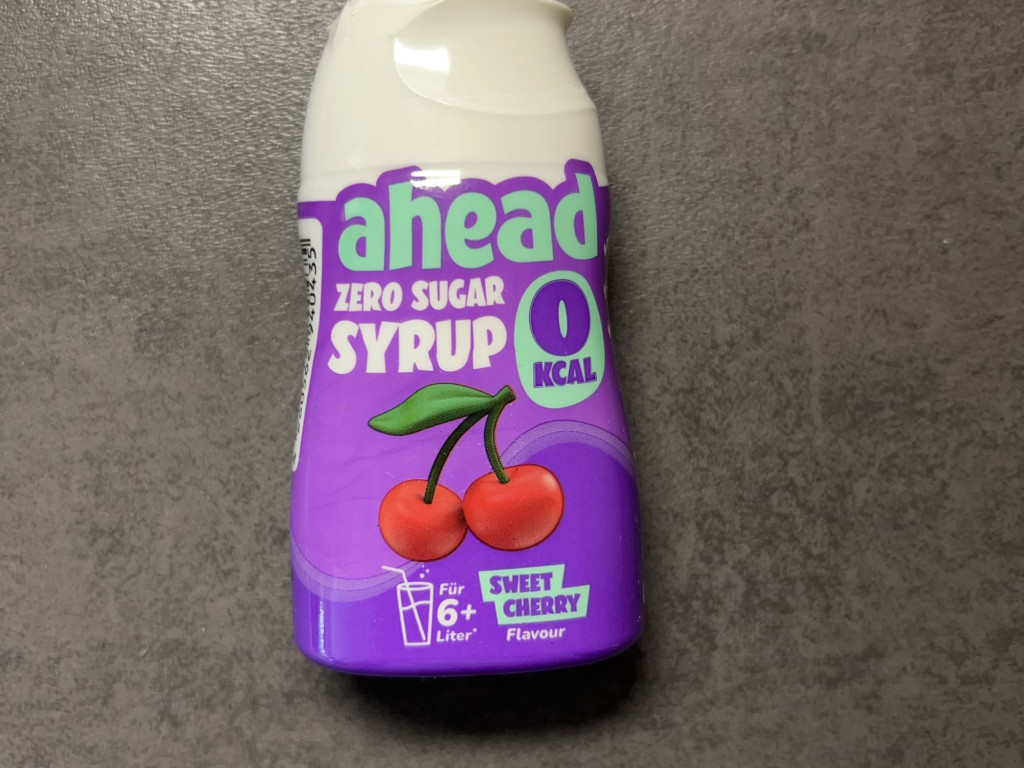 ahead
ZERO SUGAR
SYRUP
0
KCAL
Für
6+
Liter*
SWEET
CHERRY
Flavour